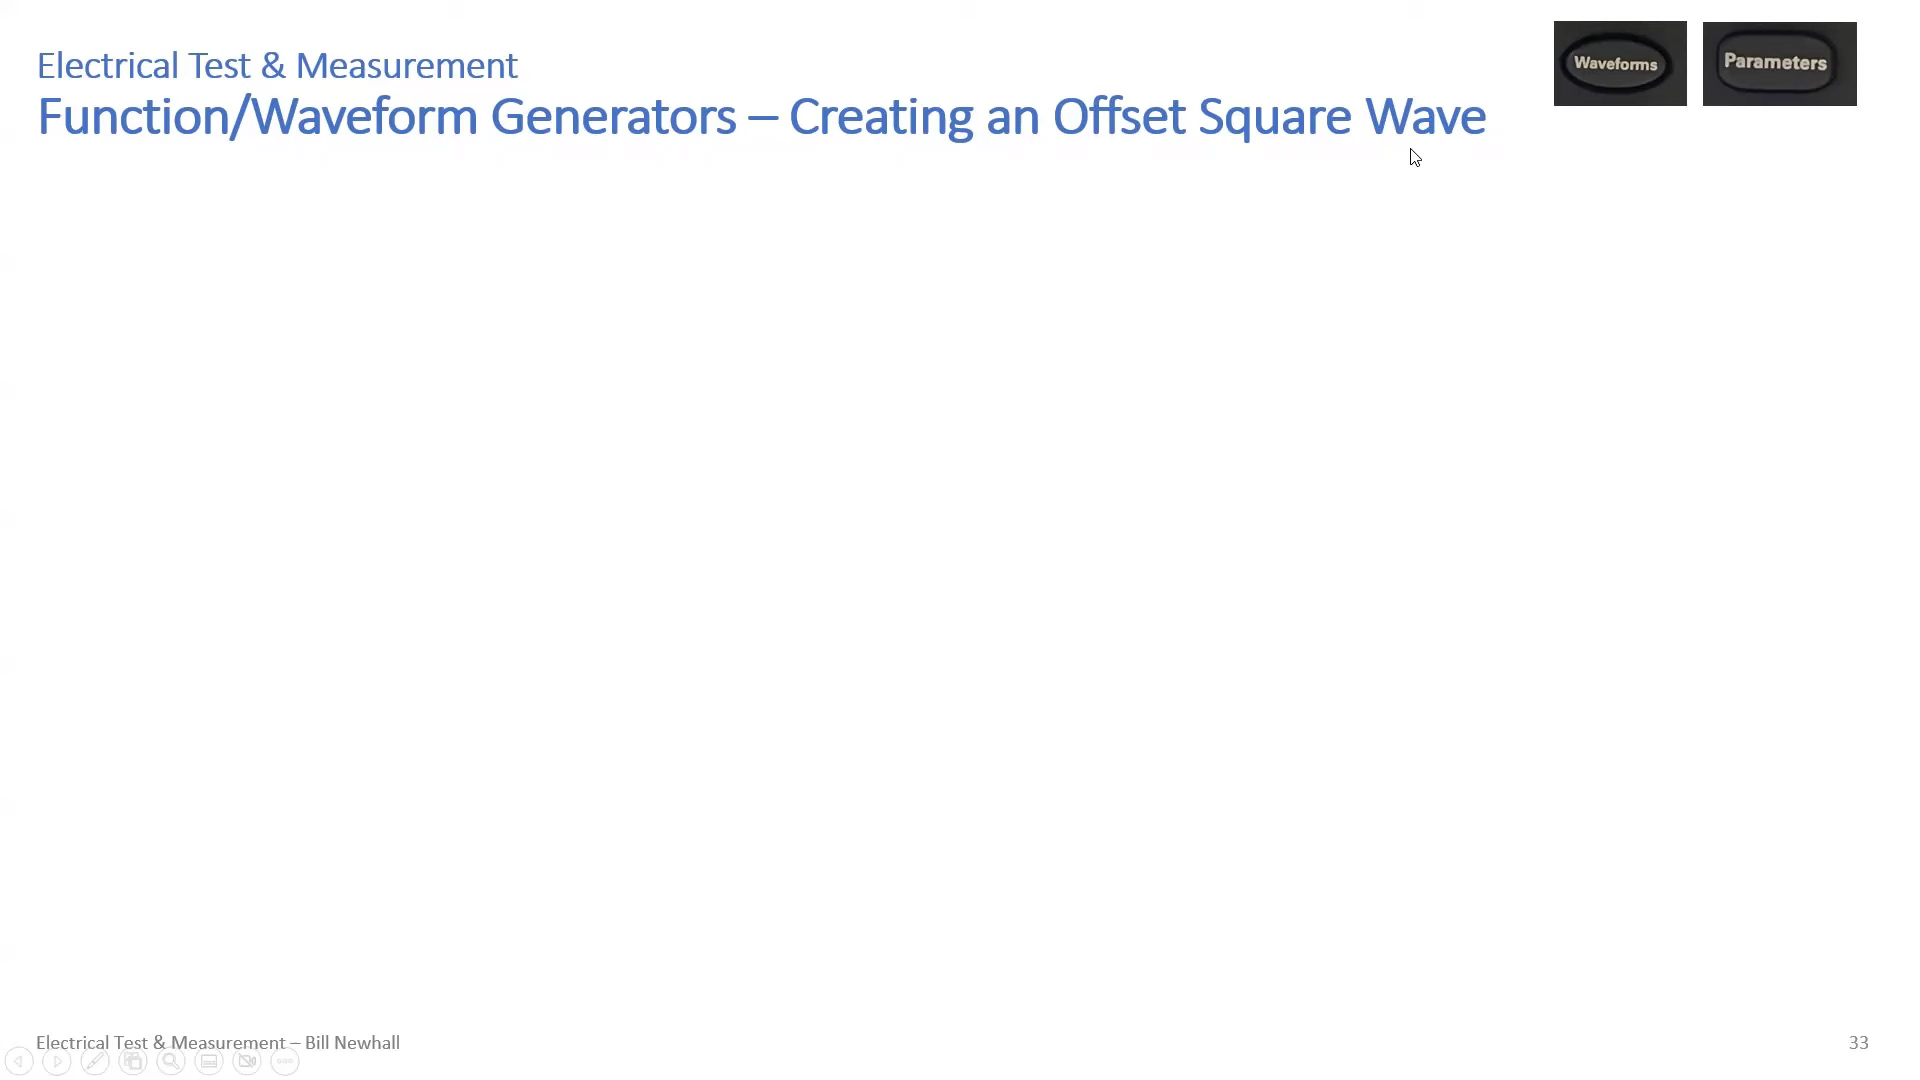 Electrical Test & Measurement
Function/Waveform Generators – Creating an Offset Square Wave
Waveforms
Parameters
Electrical Test & Measurement – Bill Newhall
33